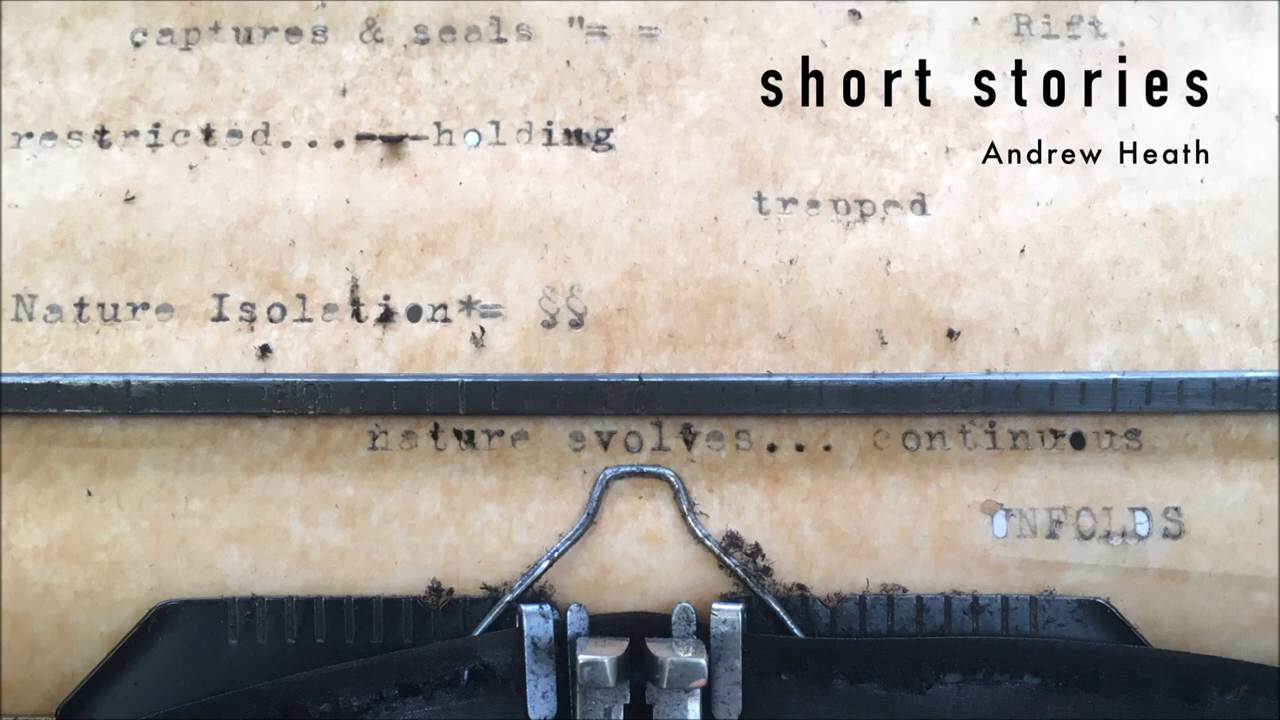 captures & seals "= = Rift
short stories
restricted...---holding
Andrew Heath
trapped
Nature Isolation*= §§
nature evolves... continuous
UNFOLDS